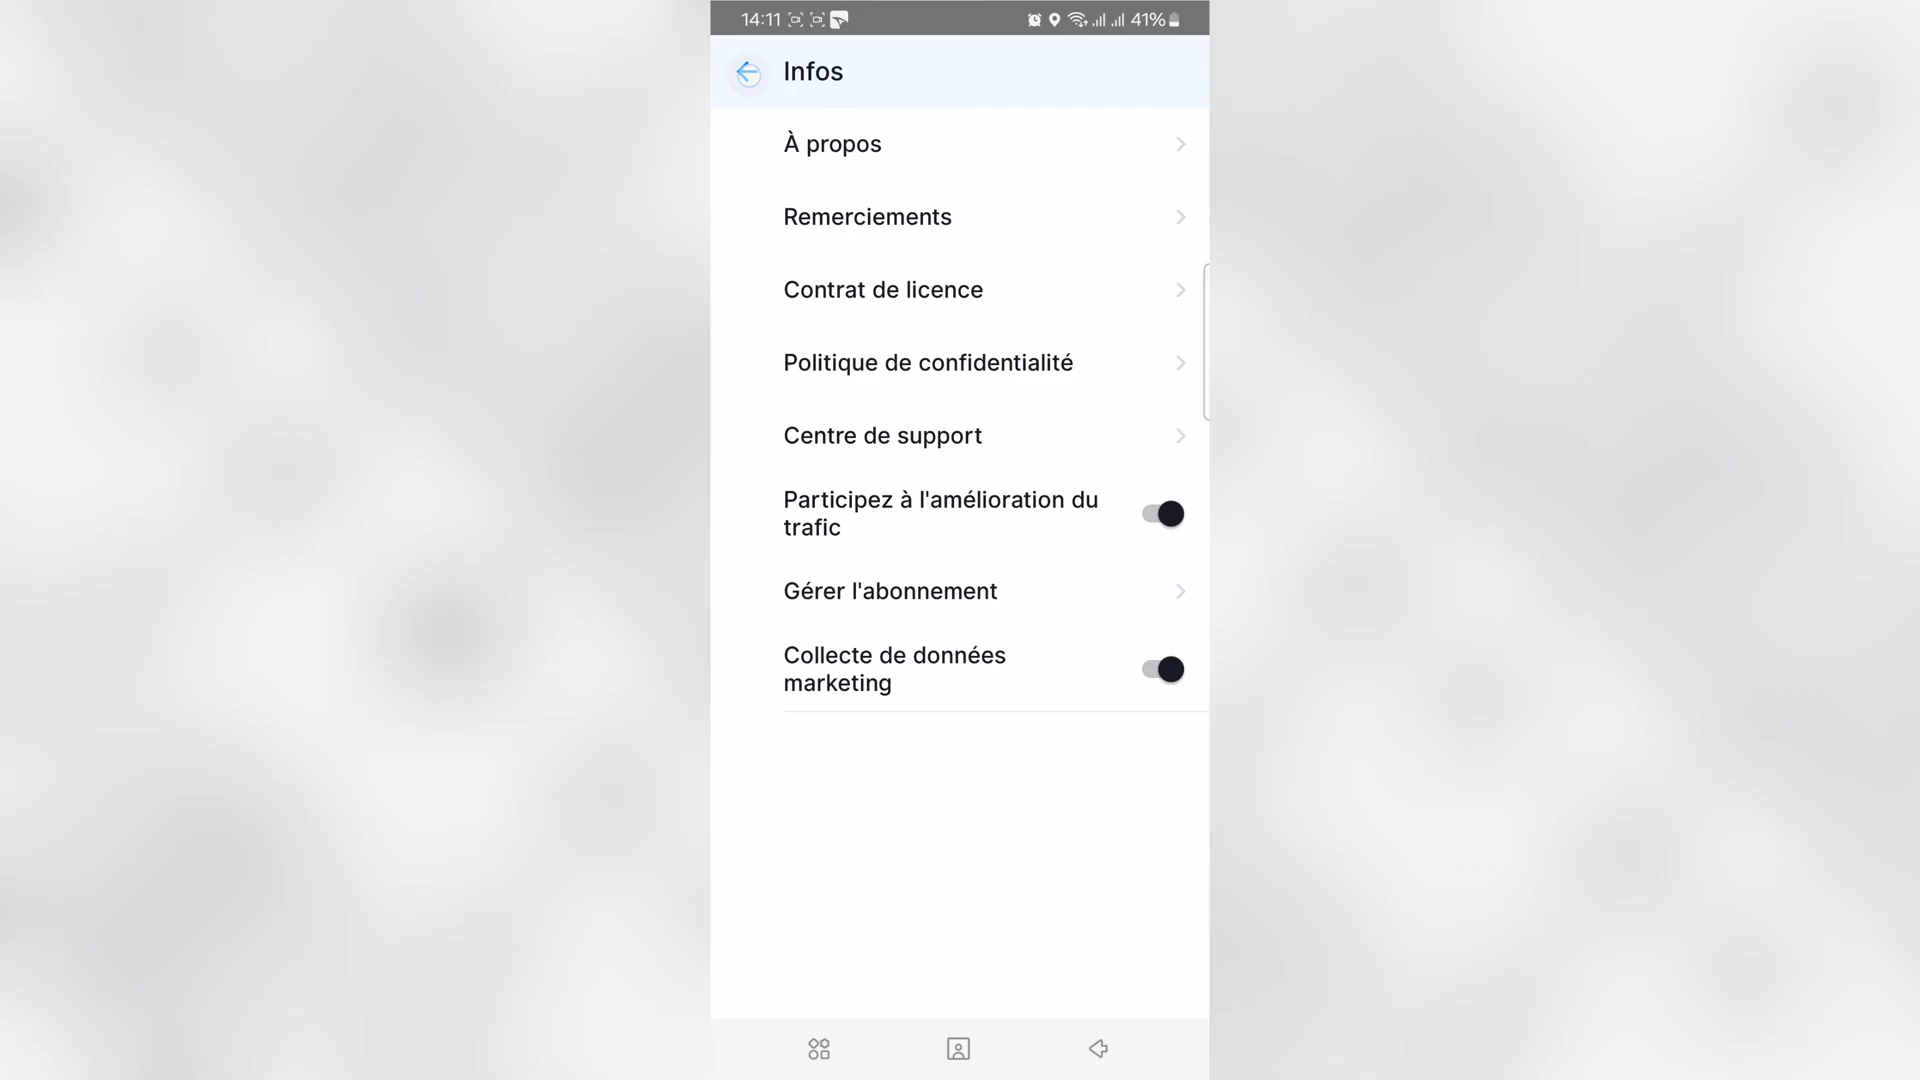 14:11 41%
Infos
À propos
Remerciements
Contrat de licence
Politique de confidentialité
Centre de support
Participez à l'amélioration du
trafic
Gérer l'abonnement
Collecte de données
marketing